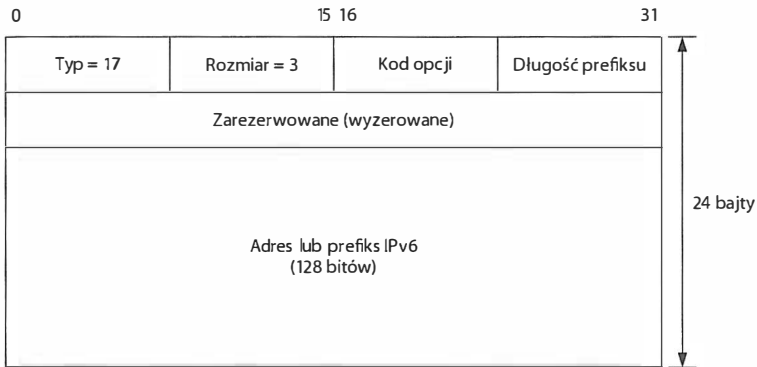 0 15 16 31
Typ = 17 Rozmiar = 3 Kod opcji Długość prefiksu
Zarezerwowane (wyzerowane)
24 bajty
Adres lub prefiks IPv6
(128 bitów)